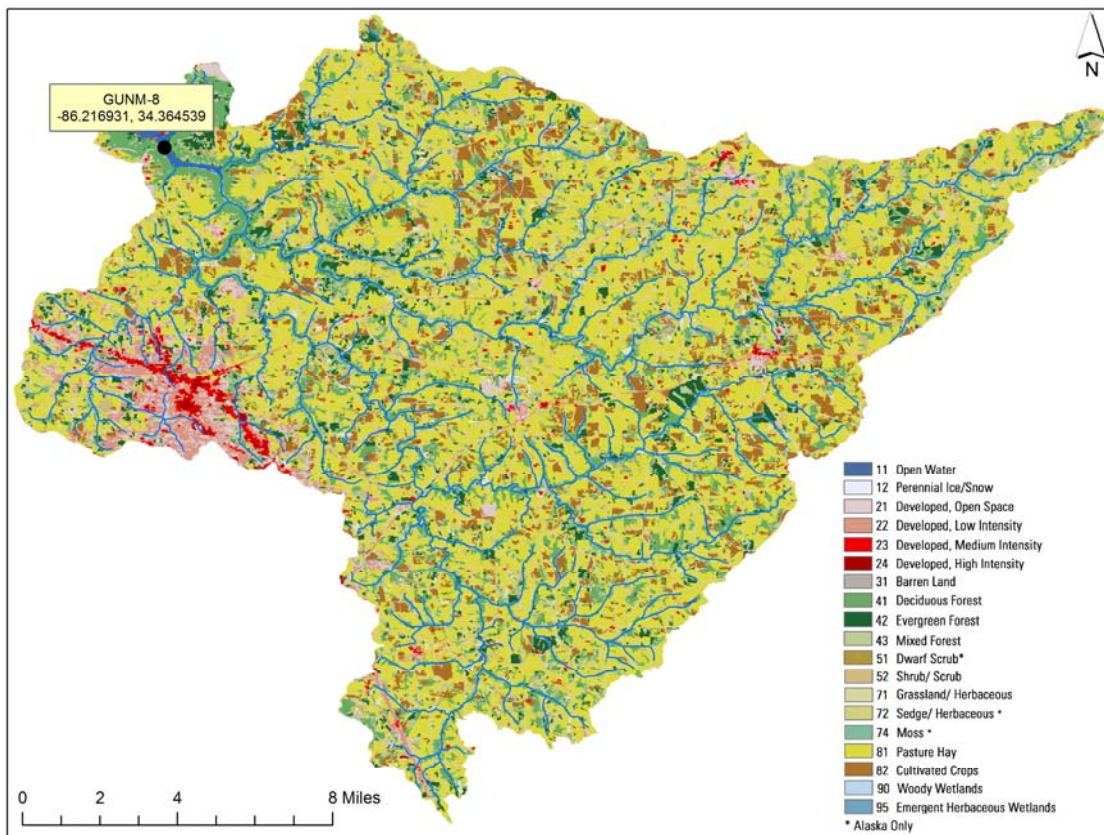 GUNM-8
-86.216931, 34.364539
N
11 Open Water
12 Perennial Ice/Snow
21 Developed, Open Space
22 Developed, Low Intensity
23 Developed, Medium Intensity
24 Developed, High Intensity
31 Barren Land
41 Deciduous Forest
42 Evergreen Forest
43 Mixed Forest
51 Dwarf Scrub*
52 Shrub/ Scrub
71 Grassland/ Herbaceous
72 Sedge/ Herbaceous *
74 Moss *
81 Pasture Hay
82 Cultivated Crops
90 Woody Wetlands
95 Emergent Herbaceous Wetlands
* Alaska Only
0 2 4 8 Miles